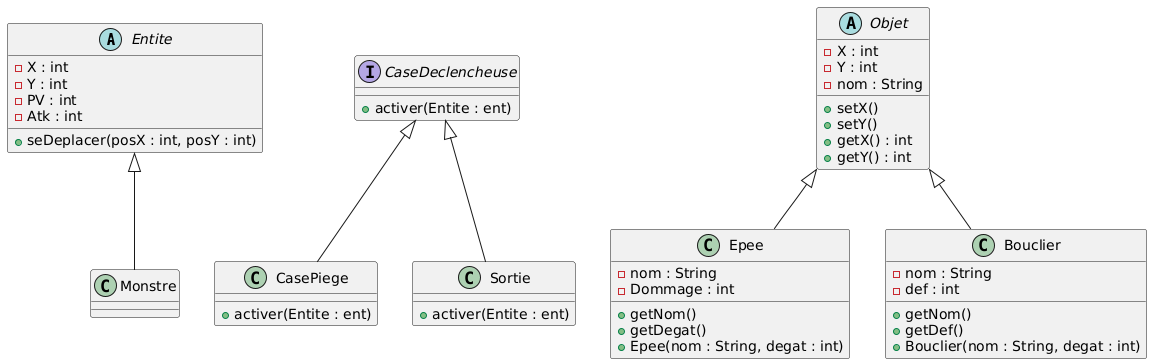 A Entite
X : int
Y : int
PV : int
Atk : int
seDeplacer(posX : int, posY : int)
I CaseDeclencheuse
activer(Entite : ent)
A Objet
X : int
Y : int
nom : String
setX()
setY()
getX() : int
getY() : int
C Monstre
C CasePiege
activer(Entite : ent)
C Sortie
activer(Entite : ent)
C Epee
nom : String
Dommage : int
getNom()
getDegat()
Epee(nom : String, degat : int)
C Bouclier
nom : String
def : int
getNom()
getDef()
Bouclier(nom : String, degat : int)